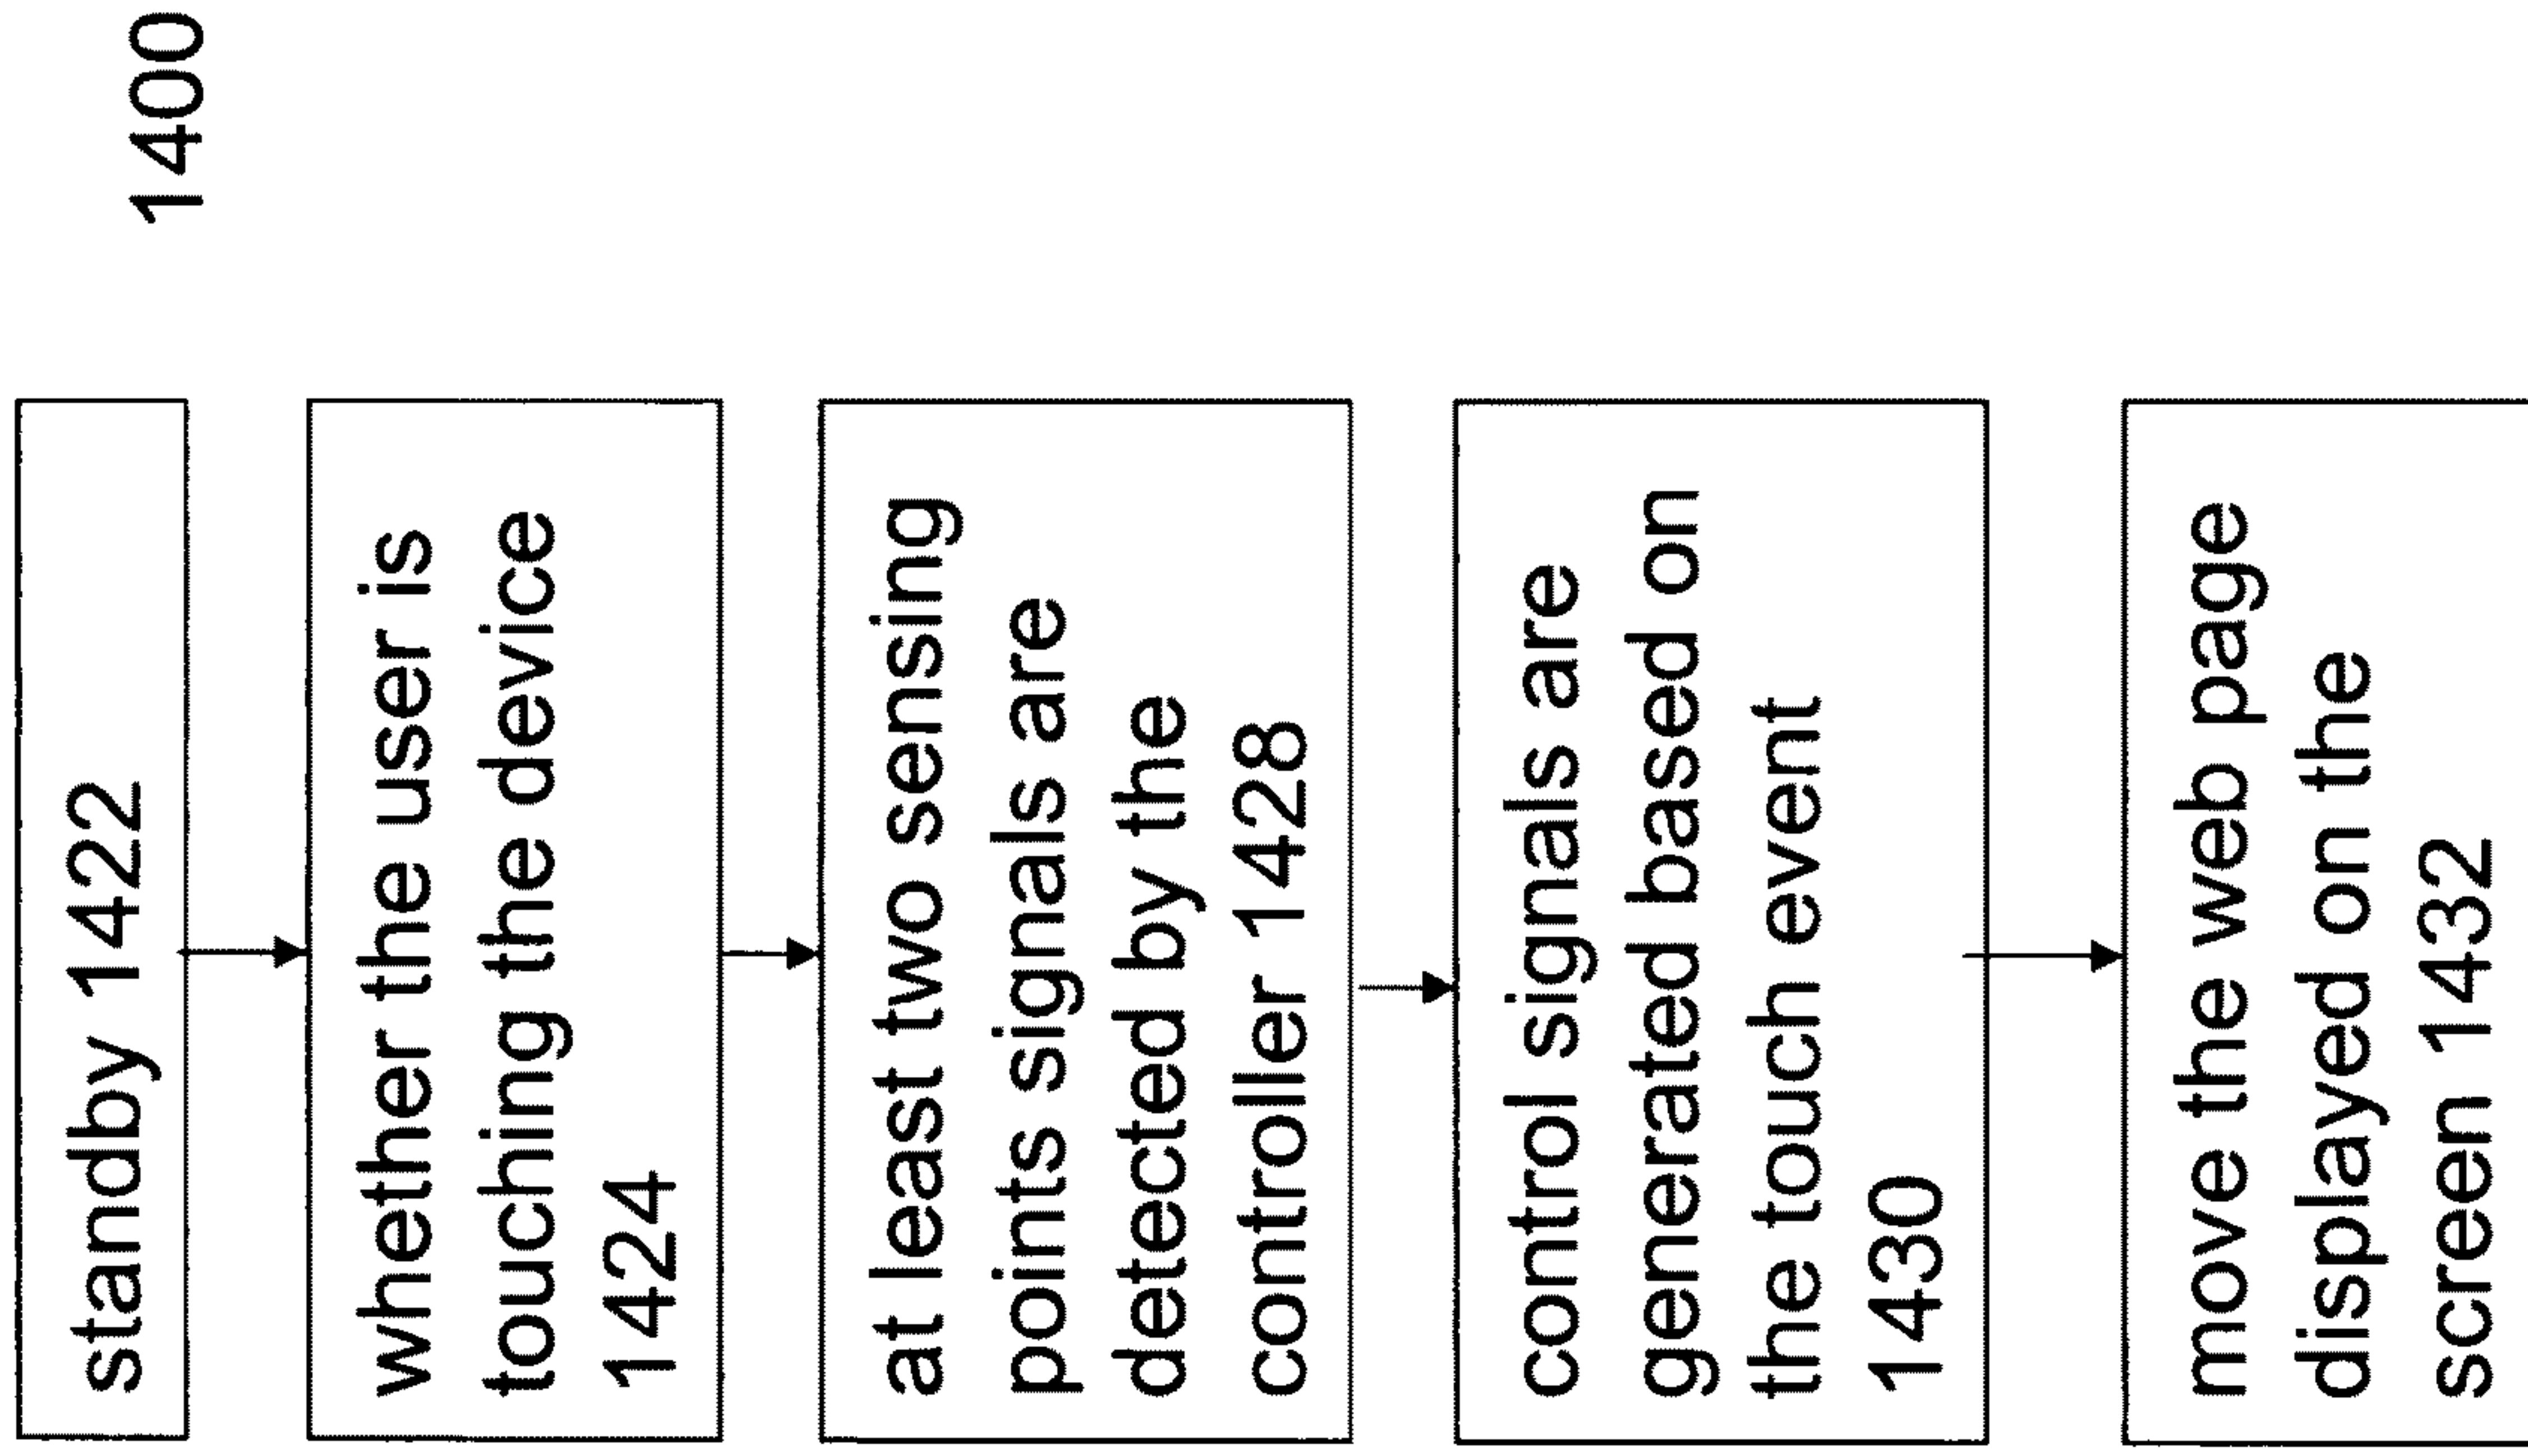 1400
standby 1422
whether the user is
touching the device
1424
at least two sensing
points signals are
detected by the
controller 1428
control signals are
generated based on
the touch event
1430
move the web page
displayed on the
screen 1432